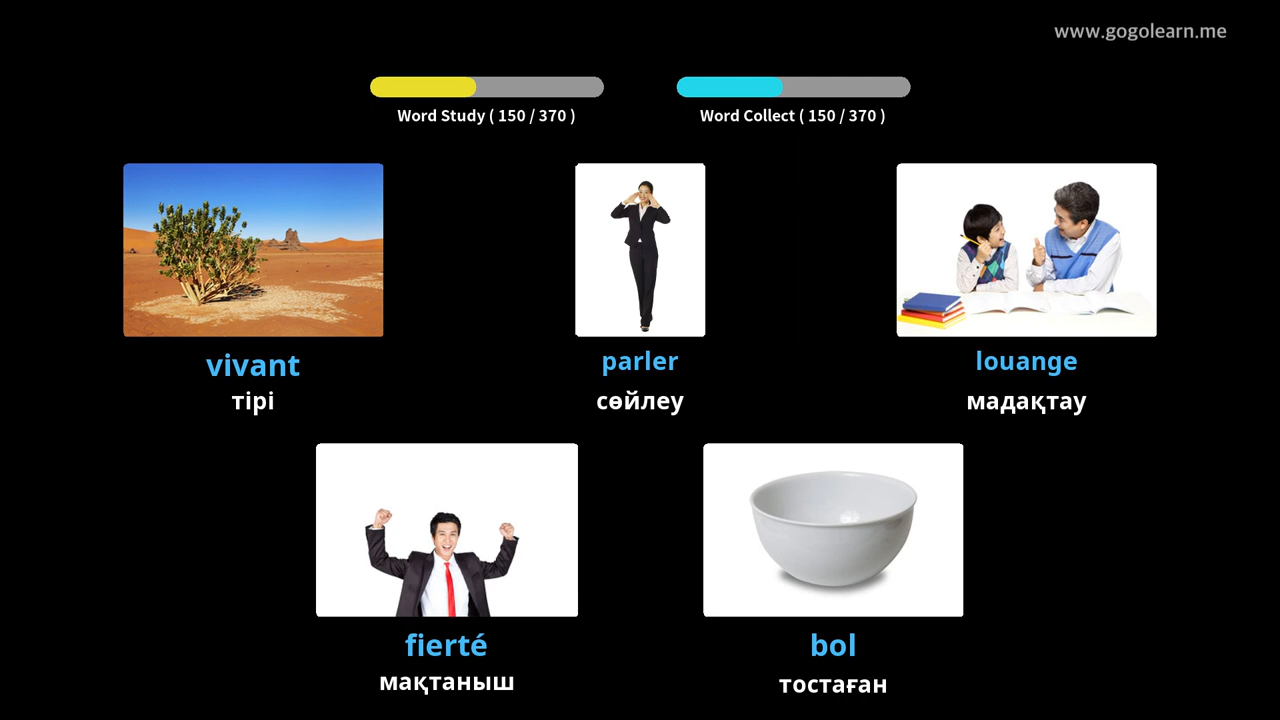 www.gogolearn.me
Word Study ( 150 / 370 )
Word Collect ( 150 / 370 )
vivant
тірі
parler
сөйлеу
louange
мадақтау
fierté
мақтаныш
bol
тостаған